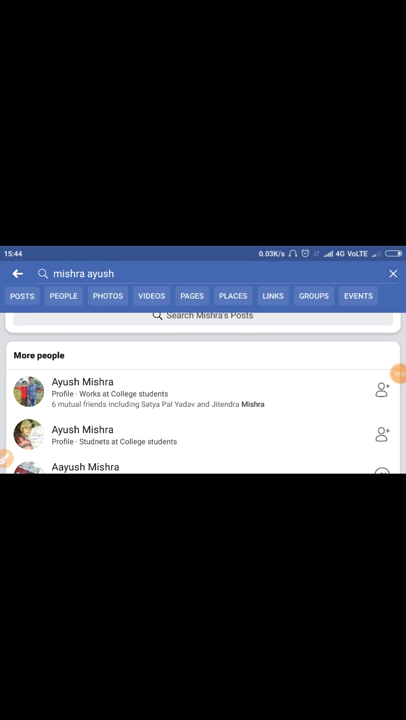 15:44 0.03K/s 4G VoLTE
mishra ayush
POSTS PEOPLE PHOTOS VIDEOS PAGES PLACES LINKS GROUPS EVENTS
Search Mishra's Posts
More people
Ayush Mishra
Profile · Works at College students
6 mutual friends including Satya Pal Yadav and Jitendra Mishra
Ayush Mishra
Profile · Studnets at College students
Aayush Mishra